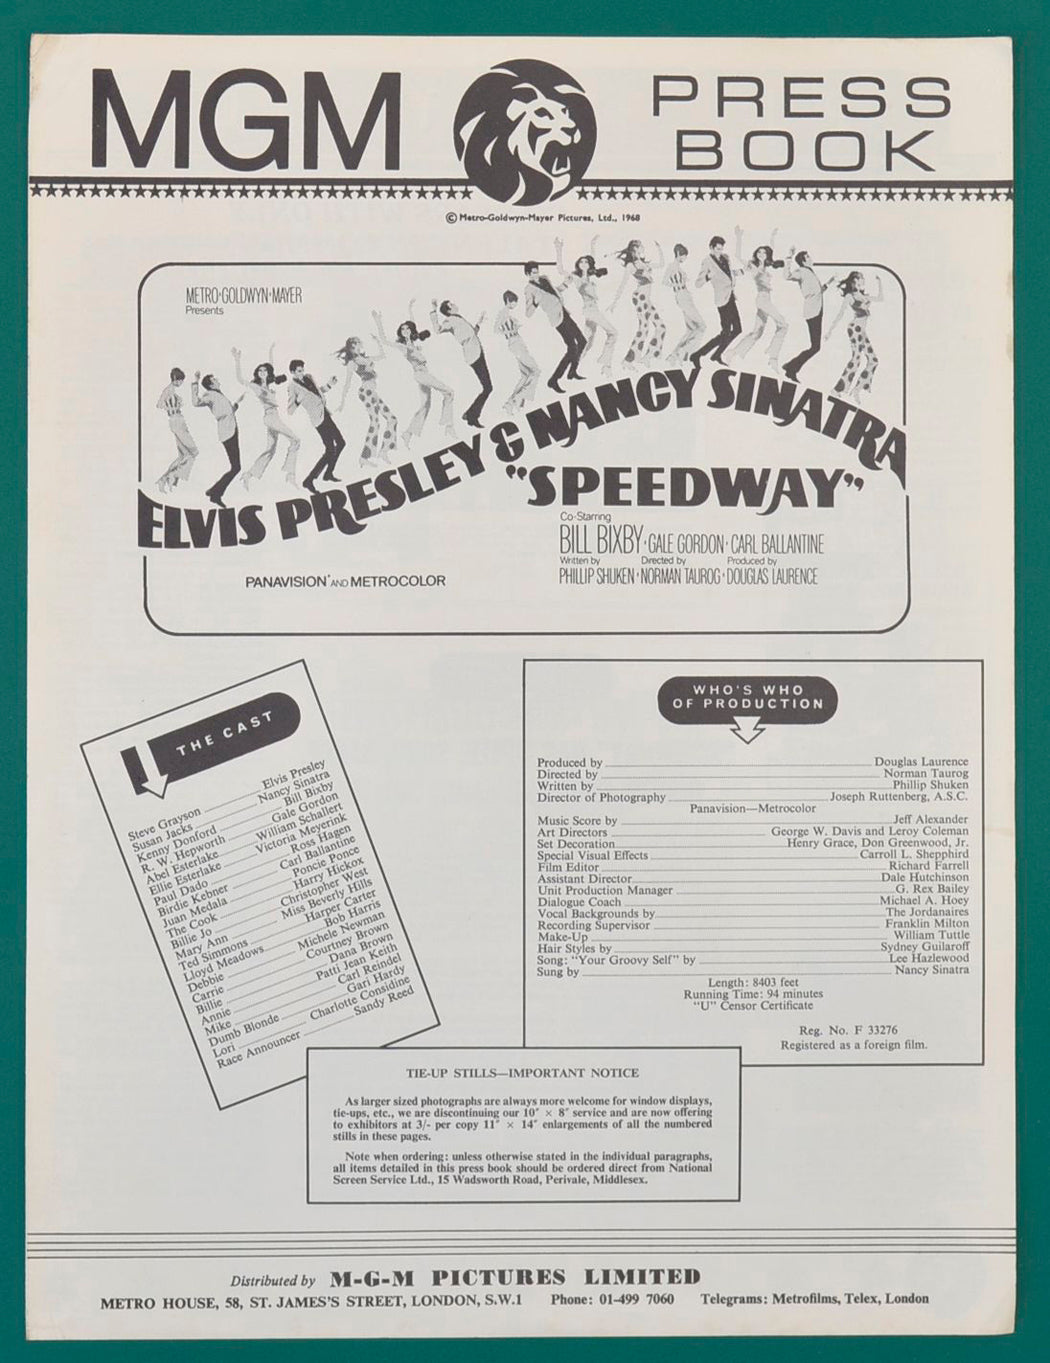 MGM PRESS
BOOK
© Metro-Goldwyn-Mayer Pictures, Ltd., 1968
METRO-GOLDWYN-MAYER
Presents
ELVIS PRESLEY & NANCY SINATRA
"SPEEDWAY"
Co-Starring
BILL BIXBY · GALE GORDON · CARL BALLANTINE
Written by Directed by Produced by
PHILLIP SHUKEN · NORMAN TAUROG · DOUGLAS LAURENCE
PANAVISION® AND METROCOLOR
THE CAST
Steve Grayson Elvis Presley
Susan Jacks Nancy Sinatra
Kenny Donford Bill Bixby
R. W. Hepworth Gale Gordon
Abel Esterlake William Schallert
Ellie Esterlake Victoria Meyerink
Paul Dado Ross Hagen
Birdie Kebner Carl Ballantine
Juan Medala Poncie Ponce
The Cook Harry Hickox
Billie Jo Christopher West
Mary Ann Miss Beverly Hills
Ted Simmons Harper Carter
Lloyd Meadows Bob Harris
Debbie Michele Newman
Carrie Courtney Brown
Billie Dana Brown
Annie Patti Jean Keith
Mike Carl Reindel
Dumb Blonde Gari Hardy
Lori Charlotte Considine
Race Announcer Sandy Reed
WHO'S WHO
OF PRODUCTION
Produced by Douglas Laurence
Directed by Norman Taurog
Written by Phillip Shuken
Director of Photography Joseph Ruttenberg, A.S.C.
Panavision—Metrocolor
Music Score by Jeff Alexander
Art Directors George W. Davis and Leroy Coleman
Set Decoration Henry Grace, Don Greenwood, Jr.
Special Visual Effects Carroll L. Shepphird
Film Editor Richard Farrell
Assistant Director Dale Hutchinson
Unit Production Manager G. Rex Bailey
Dialogue Coach Michael A. Hoey
Vocal Backgrounds by The Jordanaires
Recording Supervisor Franklin Milton
Make-Up William Tuttle
Hair Styles by Sydney Guilaroff
Song: "Your Groovy Self" by Lee Hazlewood
Sung by Nancy Sinatra
Length: 8403 feet
Running Time: 94 minutes
"U" Censor Certificate
Reg. No. F 33276
Registered as a foreign film.
TIE-UP STILLS—IMPORTANT NOTICE
As larger sized photographs are always more welcome for window displays,
tie-ups, etc., we are discontinuing our 10" × 8" service and are now offering
to exhibitors at 3/- per copy 11" × 14" enlargements of all the numbered
stills in these pages.
Note when ordering: unless otherwise stated in the individual paragraphs,
all items detailed in this press book should be ordered direct from National
Screen Service Ltd., 15 Wadsworth Road, Perivale, Middlesex.
Distributed by M-G-M PICTURES LIMITED
METRO HOUSE, 58, ST. JAMES'S STREET, LONDON, S.W.1 Phone: 01-499 7060 Telegrams: Metrofilms, Telex, London